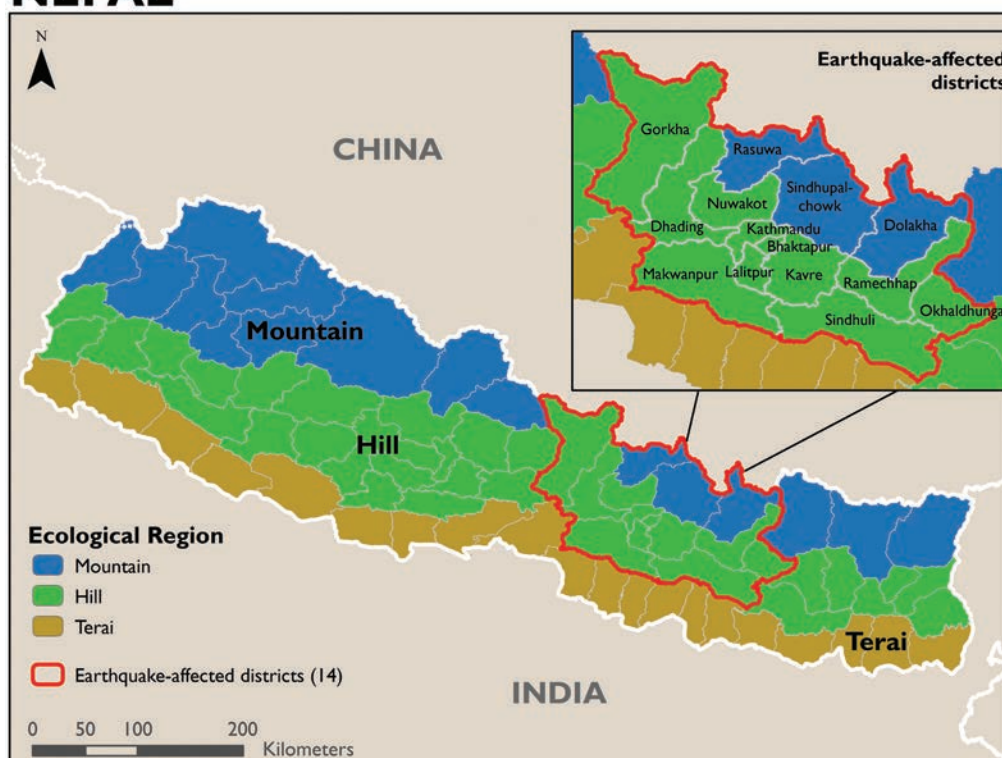 NEPAL
N
Earthquake-affected
districts
CHINA
Gorkha
Rasuwa
Sindhupal-
chowk
Nuwakot
Dolakha
Dhading
Kathmandu
Bhaktapur
Makwanpur
Lalitpur
Kavre
Ramechhap
Okhaldhunga
Sindhuli
Mountain
Hill
Ecological Region
Mountain
Hill
Terai
Terai
Earthquake-affected districts (14)
INDIA
0 50 100 200
Kilometers